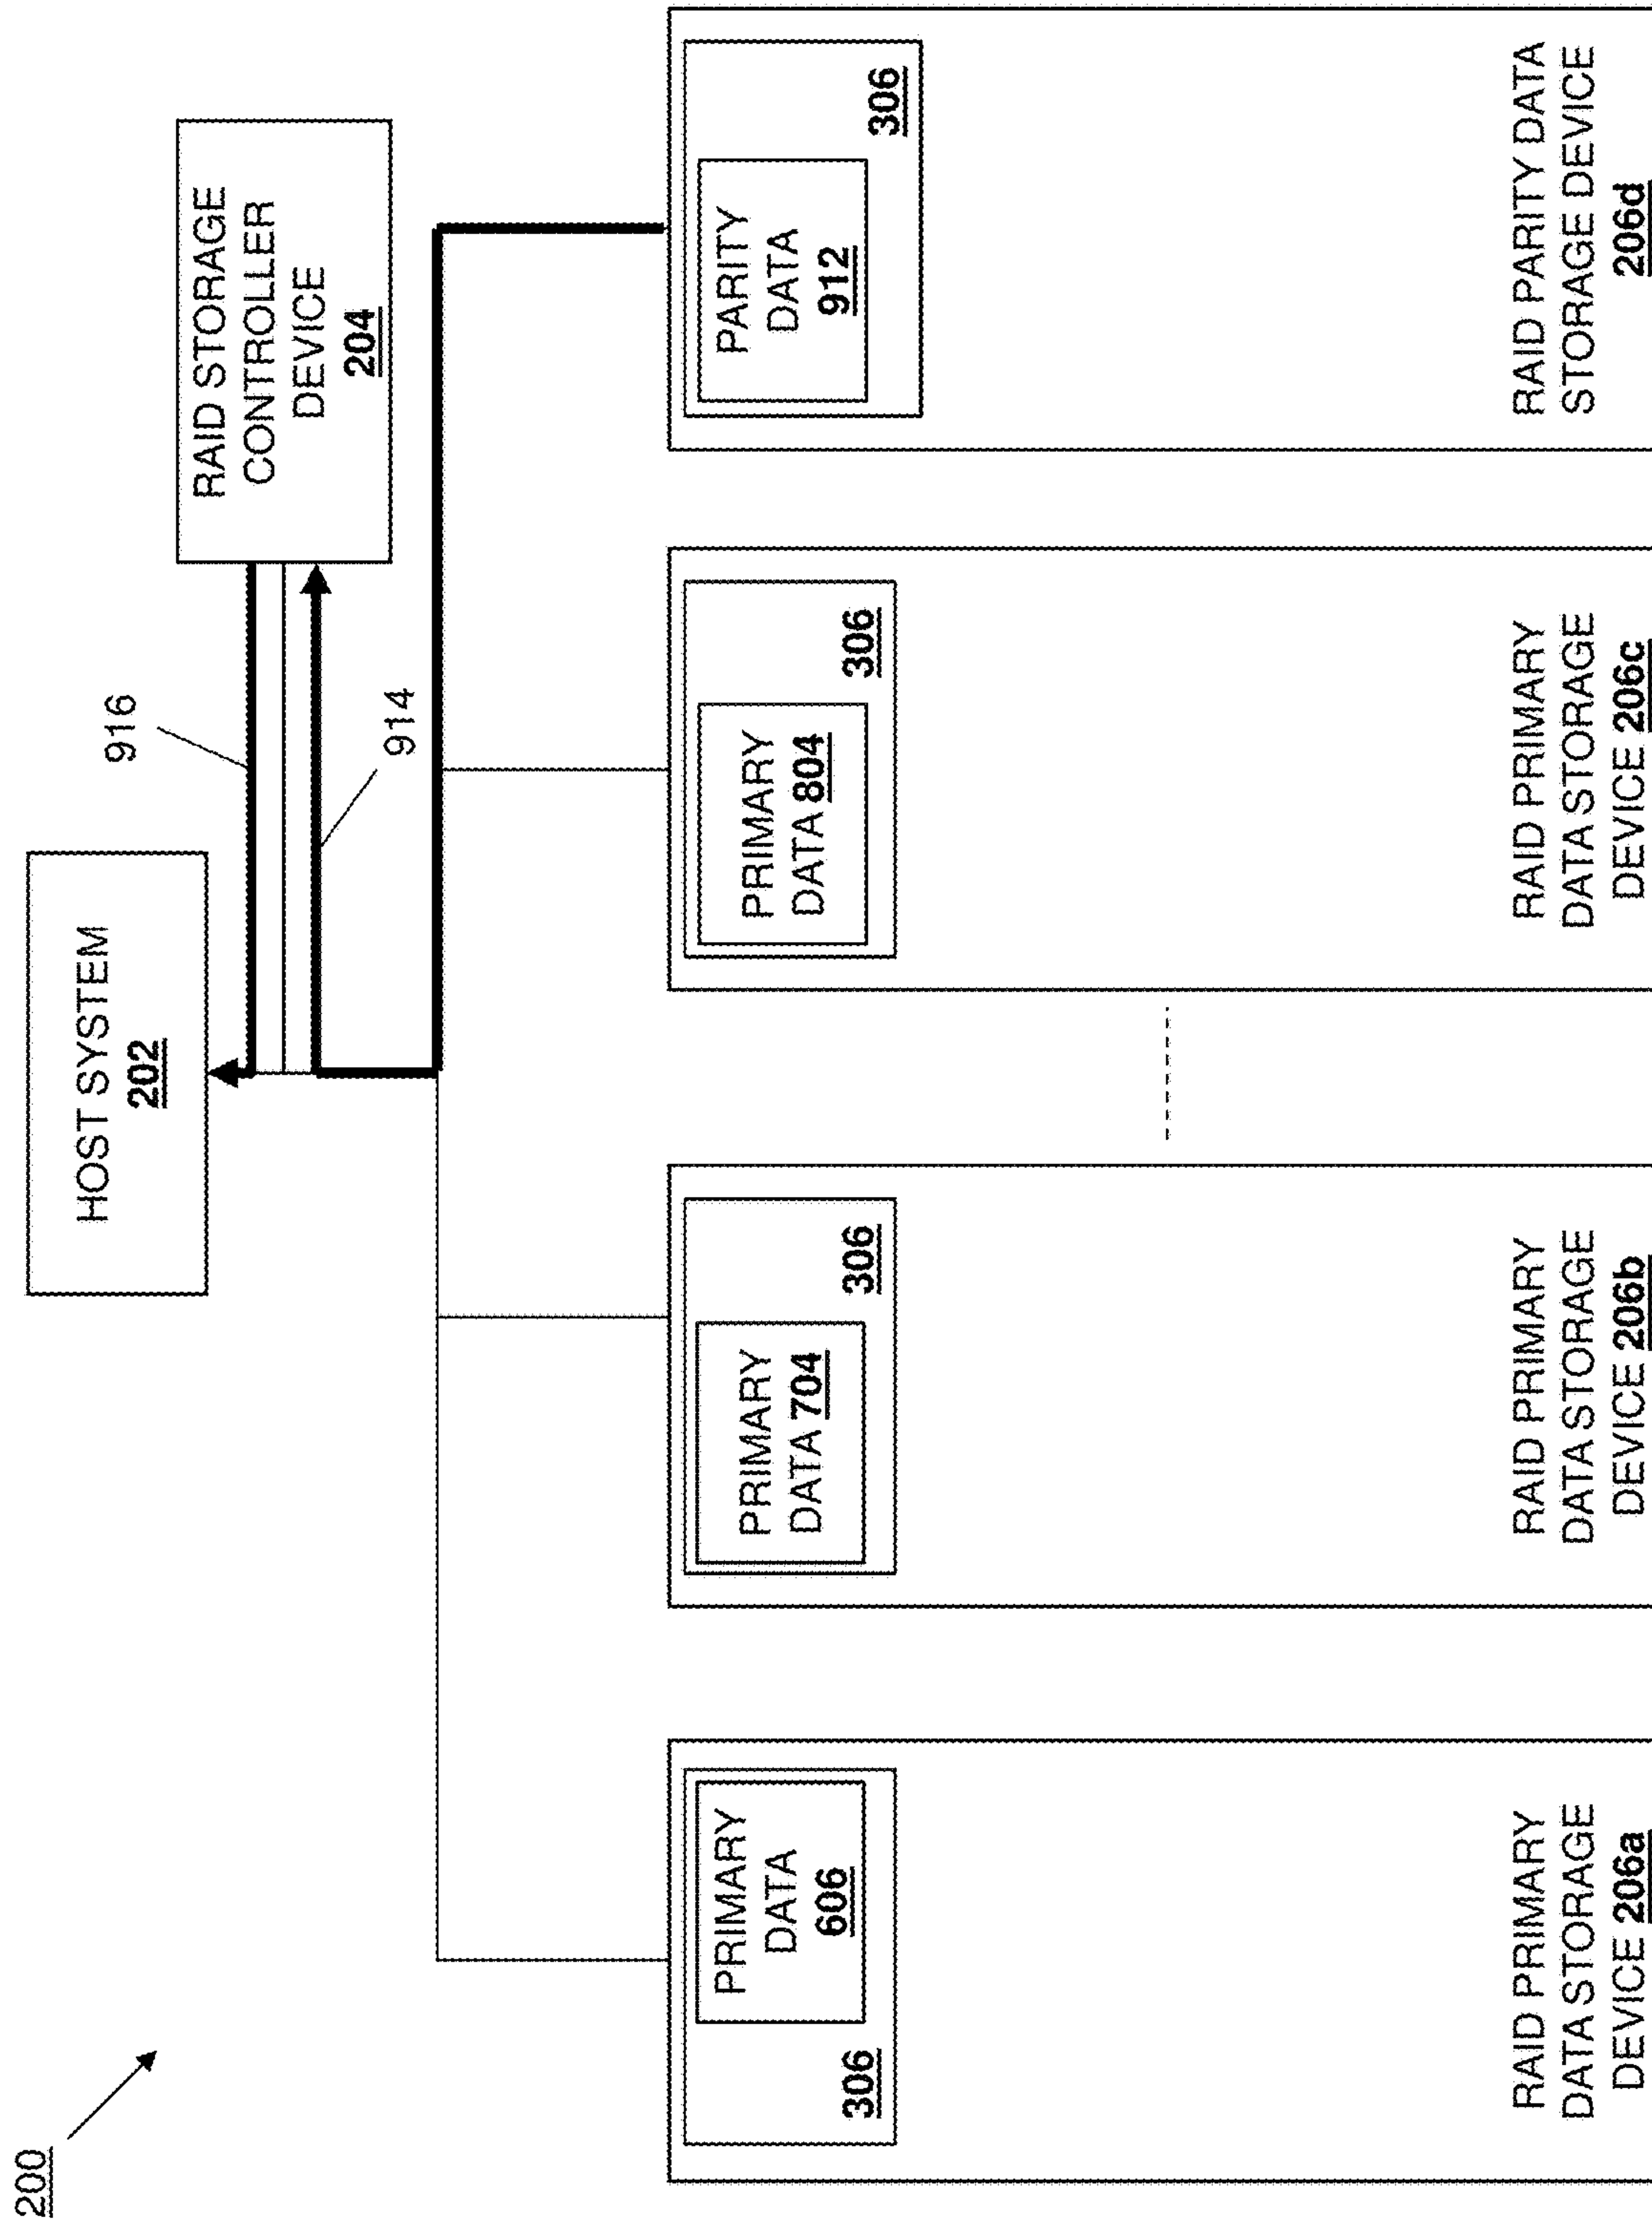 200
HOST SYSTEM
202
916
914
RAID STORAGE
CONTROLLER
DEVICE
204
PRIMARY
DATA
606
306
RAID PRIMARY
DATA STORAGE
DEVICE 206a
PRIMARY
DATA 704
306
RAID PRIMARY
DATA STORAGE
DEVICE 206b
PRIMARY
DATA 804
306
RAID PRIMARY
DATA STORAGE
DEVICE 206c
PARITY
DATA
912
306
RAID PARITY DATA
STORAGE DEVICE
206d